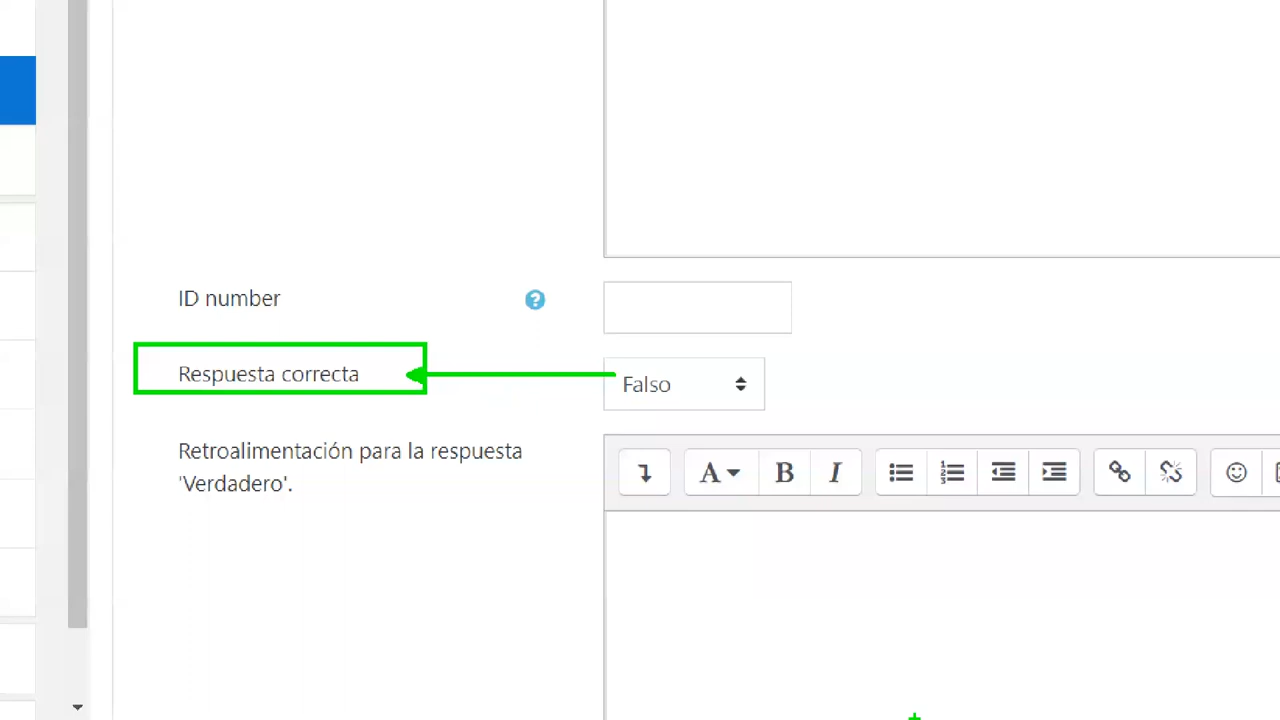 ID number
Respuesta correcta
Falso
Retroalimentación para la respuesta
'Verdadero'.
A
B
I